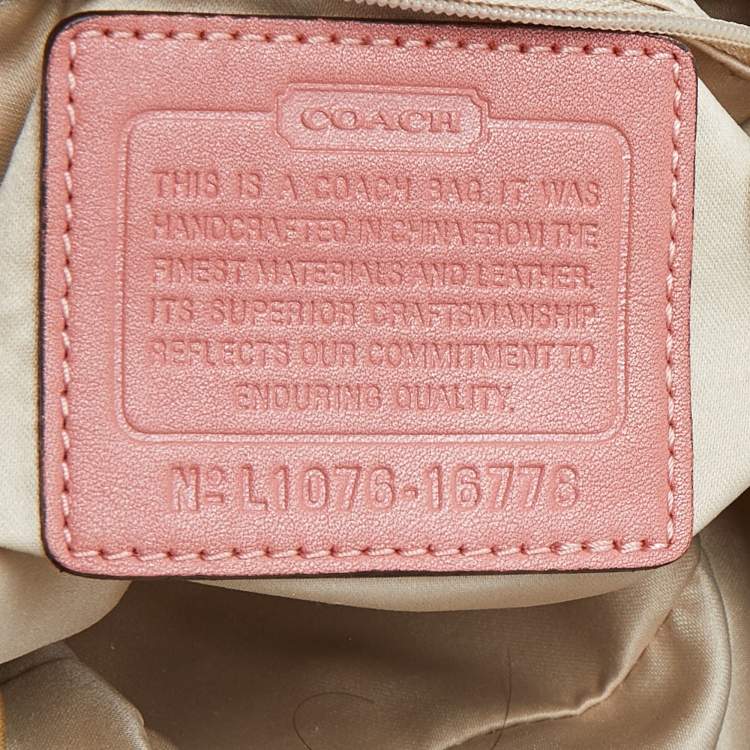 COACH
THIS IS A COACH BAG. IT WAS
HANDCRAFTED IN CHINA FROM THE
FINEST MATERIALS AND LEATHER.
ITS SUPERIOR CRAFTSMANSHIP
REFLECTS OUR COMMITMENT TO
ENDURING QUALITY.
No L1076-16778